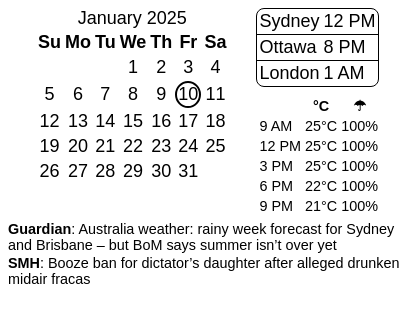 January 2025
Su Mo Tu We Th Fr Sa
1 2 3 4
5 6 7 8 9 10 11
12 13 14 15 16 17 18
19 20 21 22 23 24 25
26 27 28 29 30 31
Sydney 12 PM
Ottawa 8 PM
London 1 AM
°C ☂
9 AM 25°C 100%
12 PM 25°C 100%
3 PM 25°C 100%
6 PM 22°C 100%
9 PM 21°C 100%
Guardian: Australia weather: rainy week forecast for Sydney
and Brisbane – but BoM says summer isn’t over yet
SMH: Booze ban for dictator’s daughter after alleged drunken
midair fracas